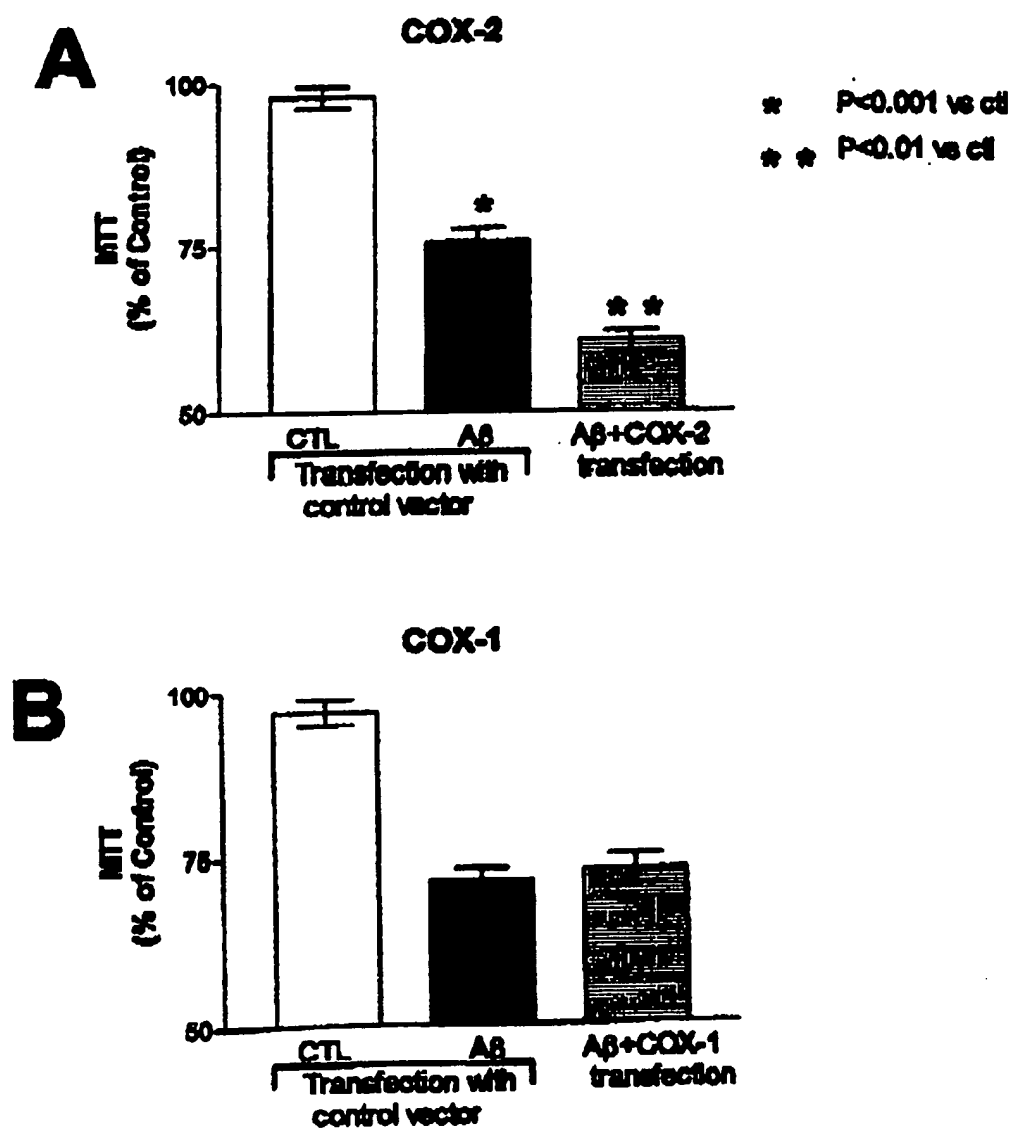 A
COX-2
* P<0.001 vs ctl
* * P<0.01 vs ctl
MTT
(% of Control)
100
75
50
*
* *
CTL Aβ Aβ+COX-2
Transfection with transfection
control vector
B
COX-1
MTT
(% of Control)
100
75
50
CTL Aβ Aβ+COX-1
Transfection with transfection
control vector